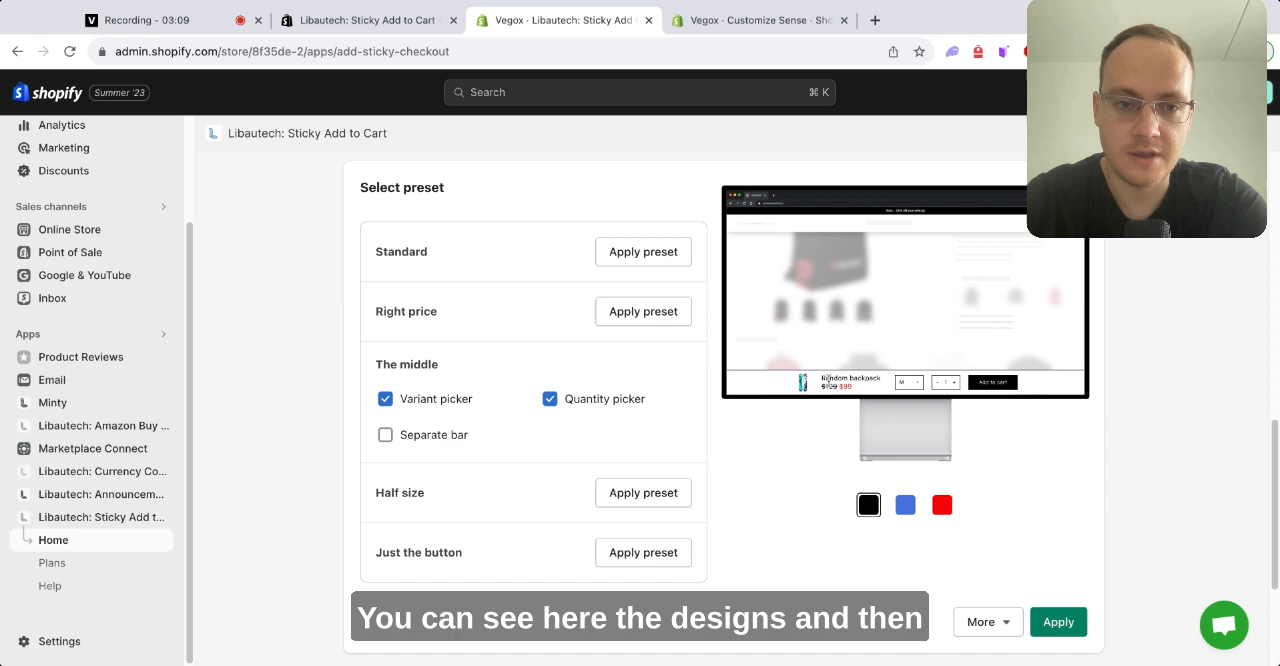 Recording - 03:09
Libautech: Sticky Add to Cart
Vegox · Libautech: Sticky Add
Vegox · Customize Sense · Sho
admin.shopify.com/store/8f35de-2/apps/add-sticky-checkout
shopify
Summer '23
Search
⌘ K
Analytics
Marketing
Discounts
Sales channels
Online Store
Point of Sale
Google & YouTube
Inbox
Apps
Product Reviews
Email
Minty
Libautech: Amazon Buy ...
Marketplace Connect
Libautech: Currency Co...
Libautech: Announcem...
Libautech: Sticky Add t...
Home
Plans
Help
Settings
Libautech: Sticky Add to Cart
Select preset
Standard
Apply preset
Right price
Apply preset
The middle
Variant picker
Quantity picker
Separate bar
Half size
Apply preset
Just the button
Apply preset
Random backpack
$129 $99
M
- 1 +
Add to cart
You can see here the designs and then
More
Apply